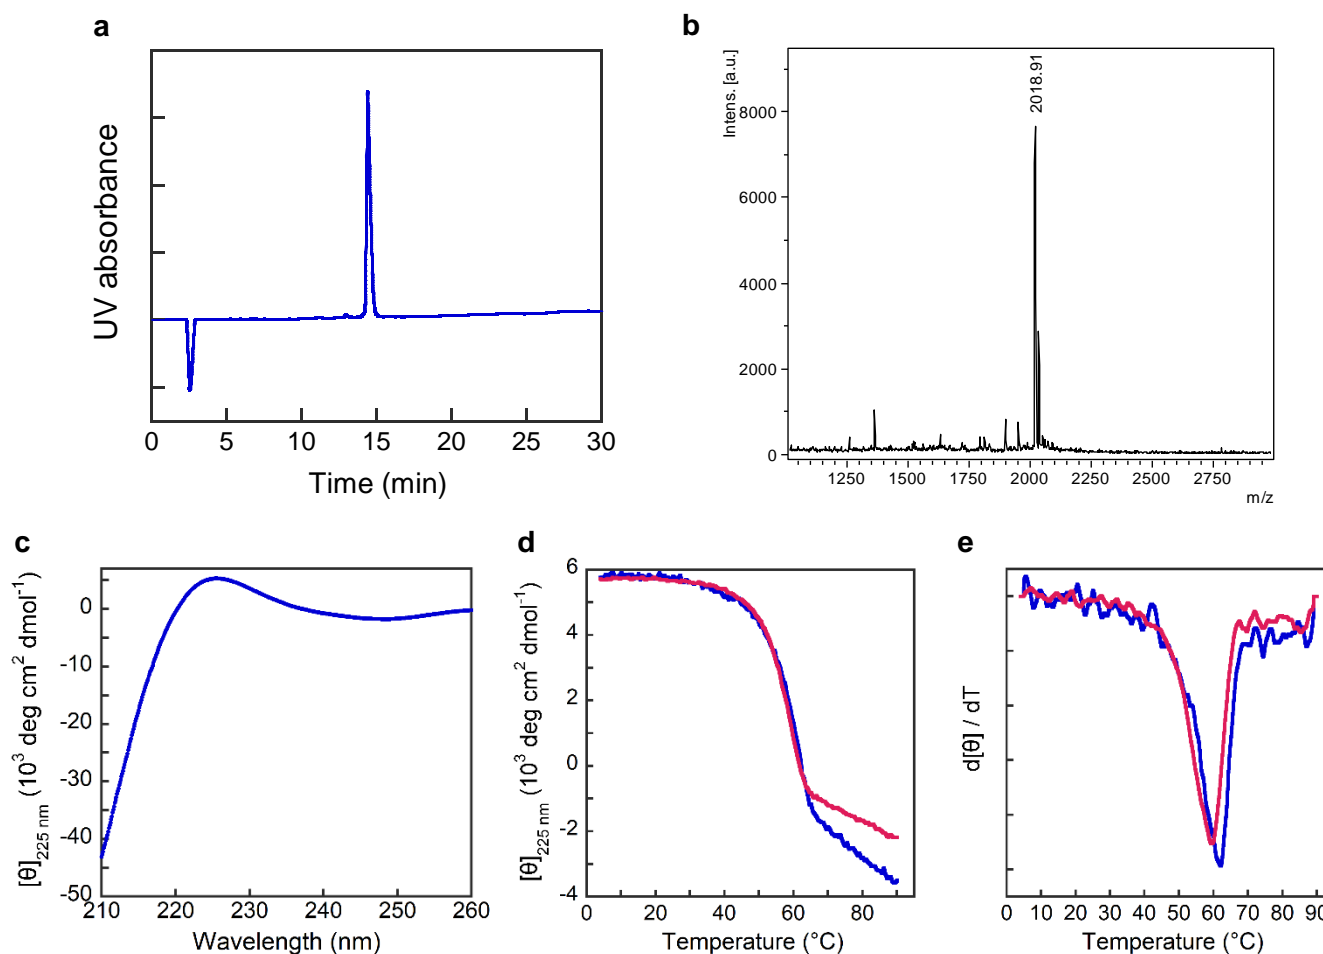 a
UV absorbance
0 5 10 15 20 25 30
Time (min)
b
Intens. [a.u.]
2018.91
8000
6000
4000
2000
0
1250 1500 1750 2000 2250 2500 2750
m/z
c
[θ]225 nm (10³ deg cm² dmol⁻¹)
0
-10
-20
-30
-40
-50
210 220 230 240 250 260
Wavelength (nm)
d
[θ]225 nm (10³ deg cm² dmol⁻¹)
6
4
2
0
-2
-4
0 20 40 60 80
Temperature (°C)
e
d[θ] / dT
0 10 20 30 40 50 60 70 80 90
Temperature (°C)